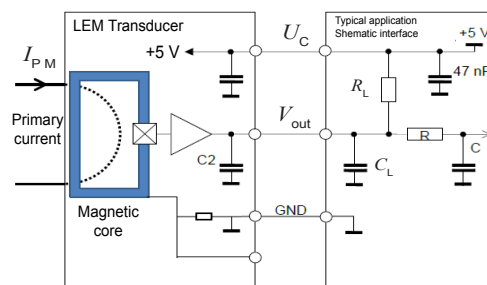 LEM Transducer
Typical application
Shematic interface
I P M
+5 V
U C
+5 V
47 nF
R L
Primary
current
V out
R
C
C2
C L
GND
Magnetic
core